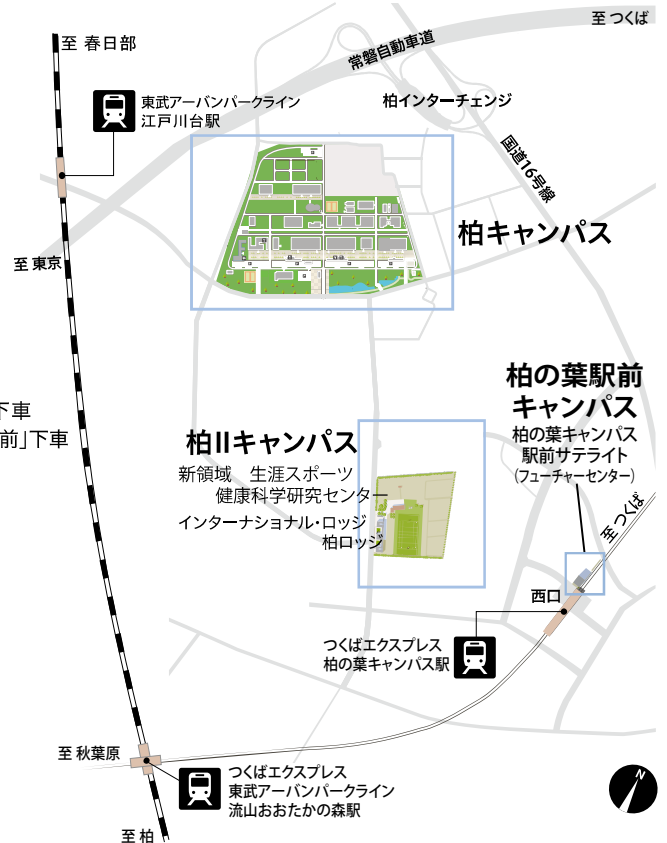 至 つくば
至 春日部
常磐自動車道
東武アーバンパークライン
江戸川台駅
柏インターチェンジ
国道16号線
柏キャンパス
至 東京
下車
前」下車
柏の葉駅前
キャンパス
柏の葉キャンパス
駅前サテライト
(フューチャーセンター)
柏IIキャンパス
新領域 生涯スポーツ
健康科学研究センター
インターナショナル・ロッジ
柏ロッジ
至 つくば
西口
つくばエクスプレス
柏の葉キャンパス駅
至 秋葉原
つくばエクスプレス
東武アーバンパークライン
流山おおたかの森駅
至 柏
N